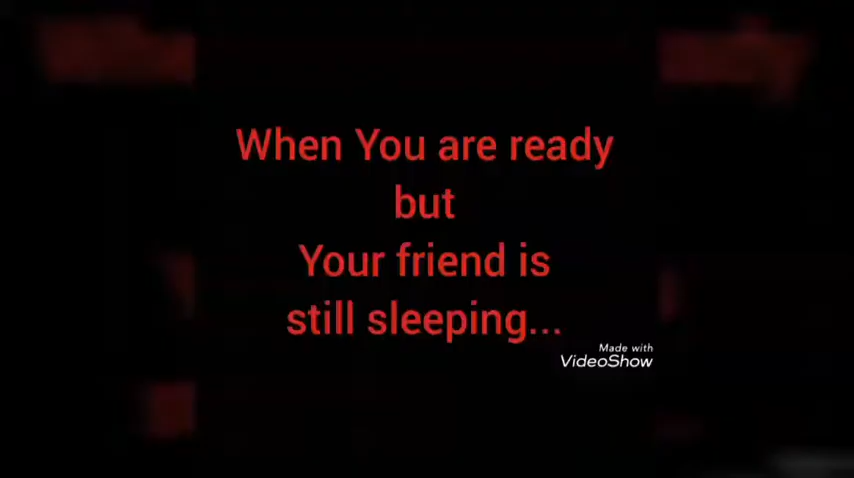 When You are ready
but
Your friend is
still sleeping...
Made with
VideoShow